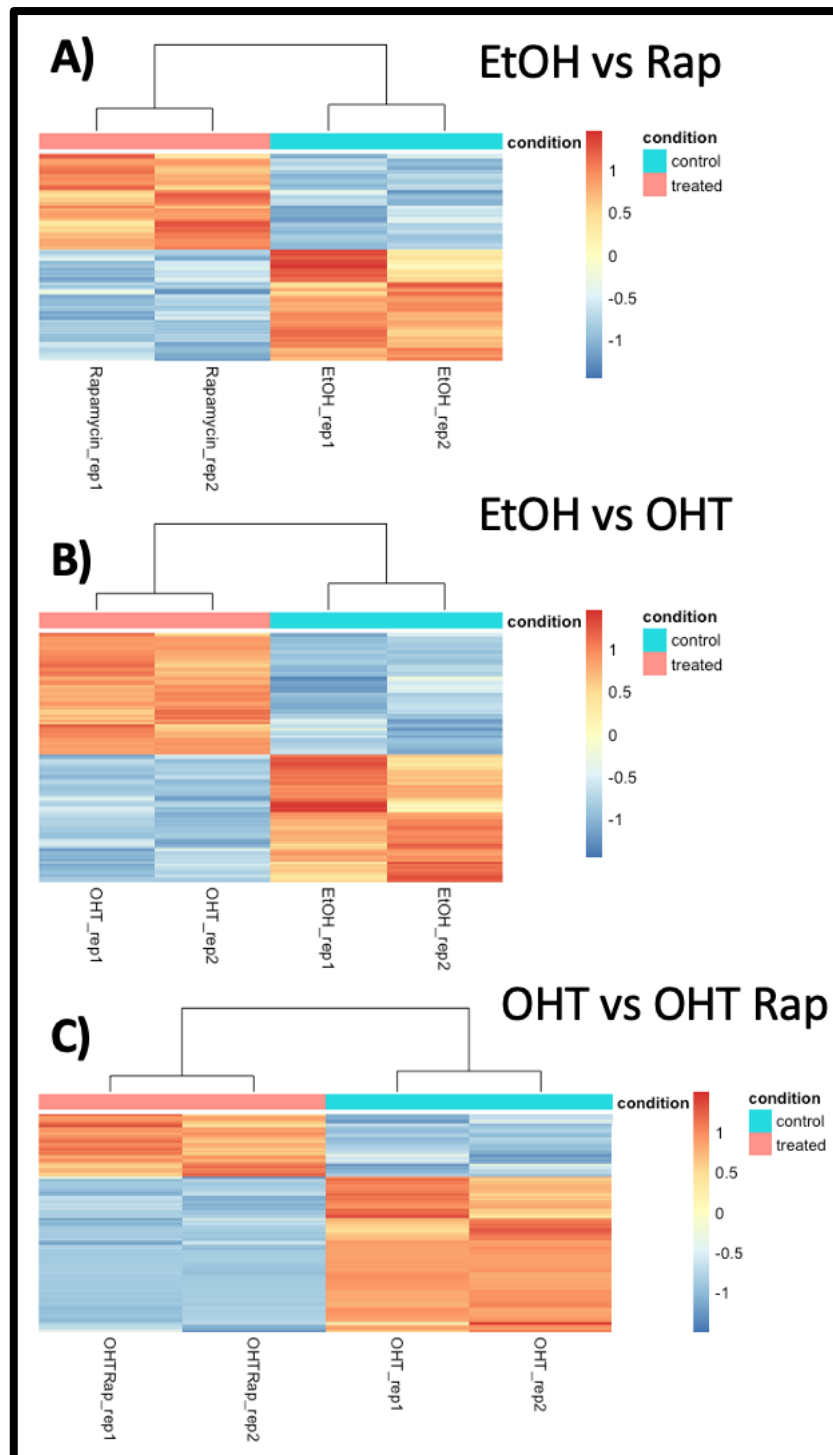 A)
EtOH vs Rap
condition
condition
control
treated
1
0.5
0
-0.5
-1
Rapamycin_rep1
Rapamycin_rep2
EtOH_rep1
EtOH_rep2
EtOH vs OHT
B)
condition
condition
control
treated
1
0.5
0
-0.5
-1
OHT_rep1
OHT_rep2
EtOH_rep1
EtOH_rep2
OHT vs OHT Rap
C)
condition
condition
control
treated
1
0.5
0
-0.5
-1
OHTRap_rep1
OHTRap_rep2
OHT_rep1
OHT_rep2